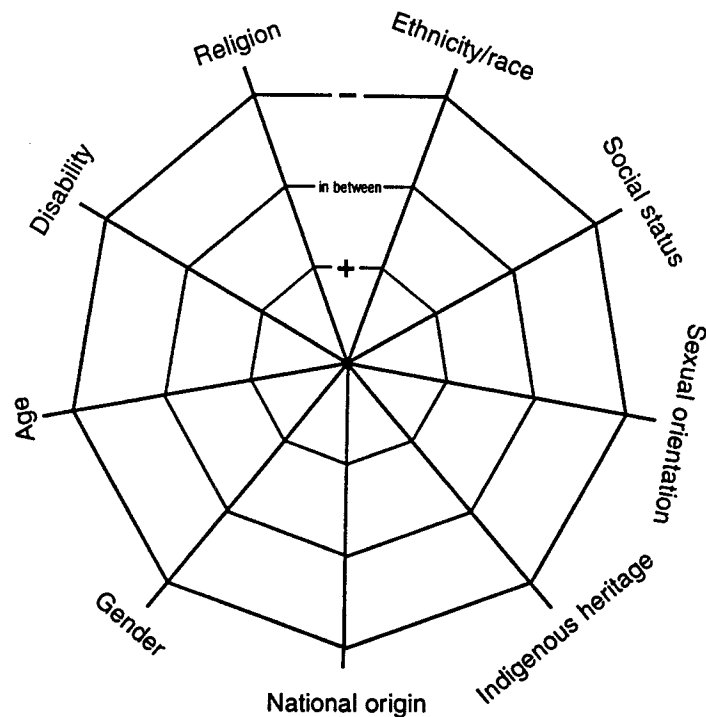 Religion
Ethnicity/race
–
in between
+
Disability
Social status
Age
Sexual orientation
Gender
Indigenous heritage
National origin